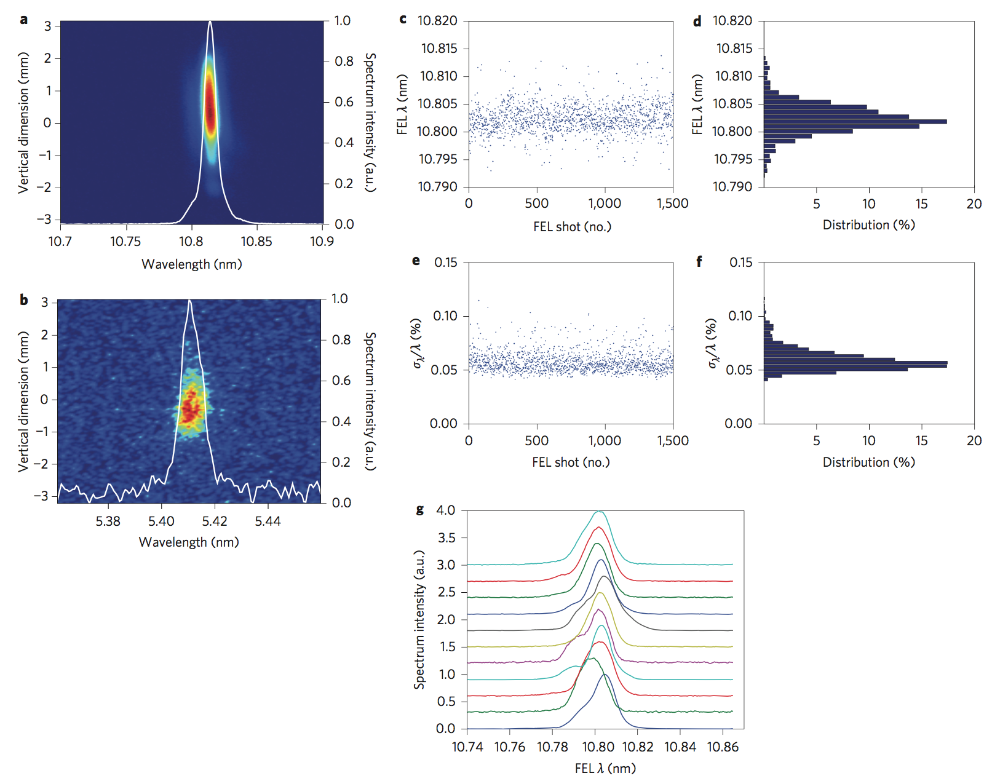 a
3
2
1
0
−1
−2
−3
Vertical dimension (mm)
1.0
0.8
0.6
0.4
0.2
0.0
Spectrum intensity (a.u.)
10.7 10.75 10.8 10.85 10.9
Wavelength (nm)
b
3
2
1
0
−1
−2
−3
Vertical dimension (mm)
1.0
0.8
0.6
0.4
0.2
0.0
Spectrum intensity (a.u.)
5.38 5.40 5.42 5.44
Wavelength (nm)
c
10.820
10.815
10.810
10.805
10.800
10.795
10.790
FEL λ (nm)
0 500 1,000 1,500
FEL shot (no.)
d
10.820
10.815
10.810
10.805
10.800
10.795
10.790
FEL λ (nm)
5 10 15 20
Distribution (%)
e
0.15
0.10
0.05
0.00
σλ/λ (%)
0 500 1,000 1,500
FEL shot (no.)
f
0.15
0.10
0.05
0.00
σλ/λ (%)
5 10 15 20
Distribution (%)
g
4.0
3.5
3.0
2.5
2.0
1.5
1.0
0.5
0.0
Spectrum intensity (a.u.)
10.74 10.76 10.78 10.80 10.82 10.84 10.86
FEL λ (nm)